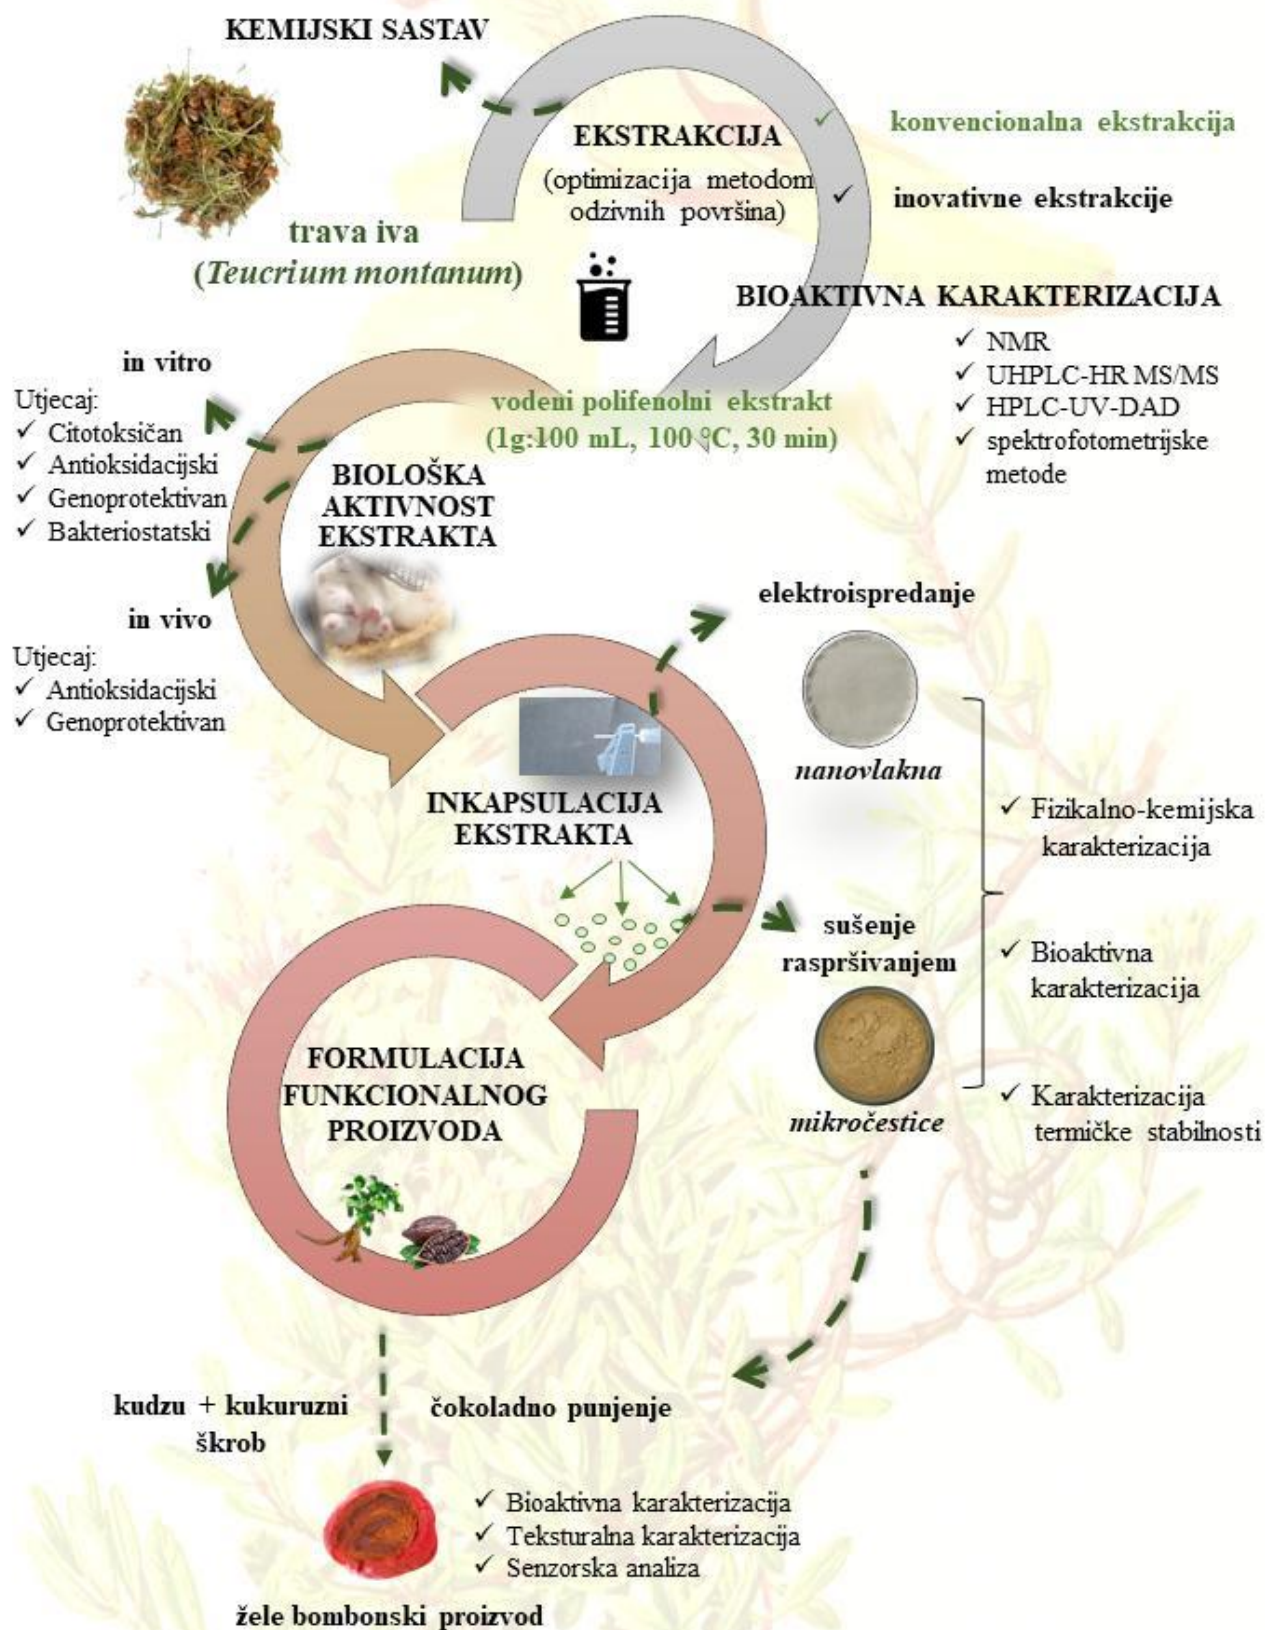 KEMIJSKI SASTAV
EKSTRAKCIJA
(optimizacija metodom
odzivnih površina)
konvencionalna ekstrakcija
inovativne ekstrakcije
trava iva
(Teucrium montanum)
BIOAKTIVNA KARAKTERIZACIJA
✓ NMR
✓ UHPLC-HR MS/MS
✓ HPLC-UV-DAD
✓ spektrofotometrijske
metode
vodeni polifenolni ekstrakt
(1g:100 mL, 100 °C, 30 min)
in vitro
Utjecaj:
✓ Citotoksičan
✓ Antioksidacijski
✓ Genoprotektivan
✓ Bakteriostatski
BIOLOŠKA
AKTIVNOST
EKSTRAKTA
in vivo
Utjecaj:
✓ Antioksidacijski
✓ Genoprotektivan
elektroispredanje
nanovlakna
INKAPSULACIJA
EKSTRAKTA
sušenje
raspršivanjem
mikročestice
✓ Fizikalno-kemijska
karakterizacija
✓ Bioaktivna
karakterizacija
✓ Karakterizacija
termičke stabilnosti
FORMULACIJA
FUNKCIONALNOG
PROIZVODA
kudzu + kukuruzni
škrob
čokoladno punjenje
✓ Bioaktivna karakterizacija
✓ Teksturalna karakterizacija
✓ Senzorska analiza
žele bombonski proizvod